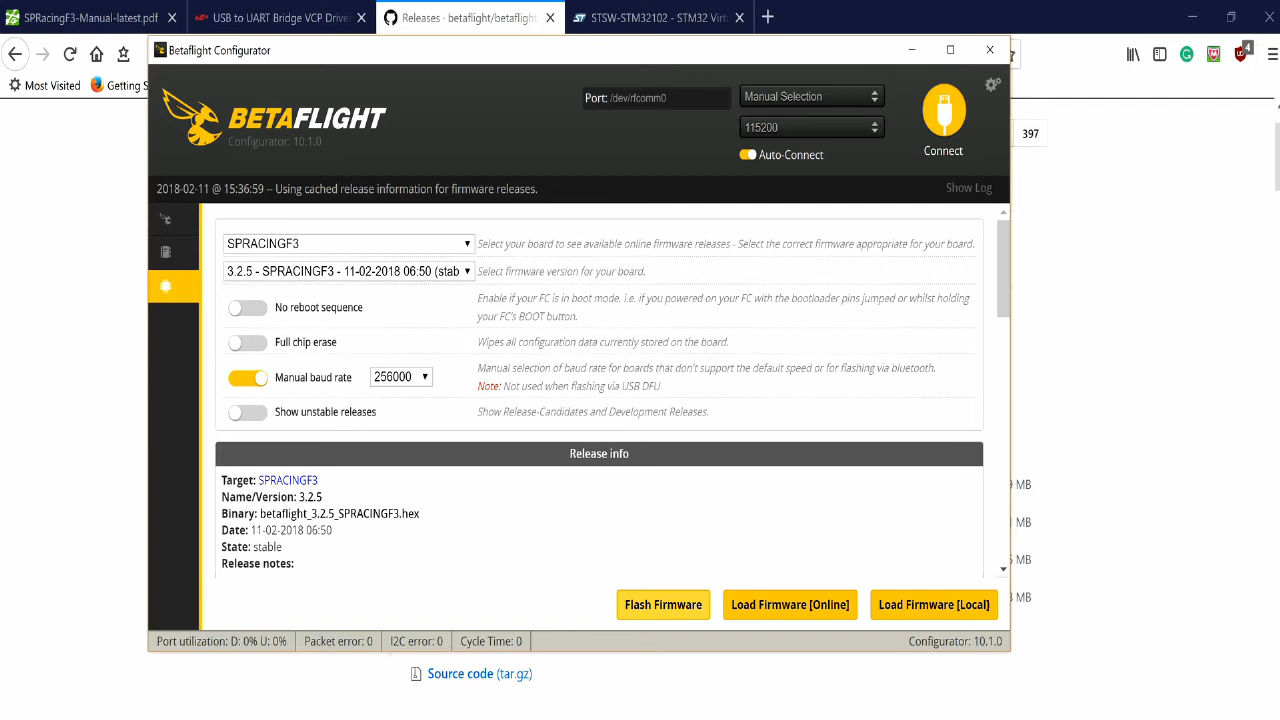 SPRacingF3-Manual-latest.pdf
USB to UART Bridge VCP Driver
Releases · betaflight/betaflight
STSW-STM32102 - STM32 Virtu
4
Most Visited
Getting S
Betaflight Configurator
BETAFLIGHT
Configurator: 10.1.0
Port: /dev/rfcomm0
Manual Selection
115200
Auto-Connect
Connect
397
2018-02-11 @ 15:36:59 -- Using cached release information for firmware releases.
Show Log
SPRACINGF3
Select your board to see available online firmware releases - Select the correct firmware appropriate for your board.
3.2.5 - SPRACINGF3 - 11-02-2018 06:50 (stab
Select firmware version for your board.
No reboot sequence
Enable if your FC is in boot mode. i.e. if you powered on your FC with the bootloader pins jumped or whilst holding
your FC's BOOT button.
Full chip erase
Wipes all configuration data currently stored on the board.
Manual baud rate
256000
Manual selection of baud rate for boards that don't support the default speed or for flashing via bluetooth.
Note: Not used when flashing via USB DFU
Show unstable releases
Show Release-Candidates and Development Releases.
Release info
Target: SPRACINGF3
Name/Version: 3.2.5
Binary: betaflight_3.2.5_SPRACINGF3.hex
Date: 11-02-2018 06:50
State: stable
Release notes:
9 MB
1 MB
5 MB
3 MB
Flash Firmware
Load Firmware [Online]
Load Firmware [Local]
Port utilization: D: 0% U: 0%
Packet error: 0
I2C error: 0
Cycle Time: 0
Configurator: 10.1.0
Source code (tar.gz)